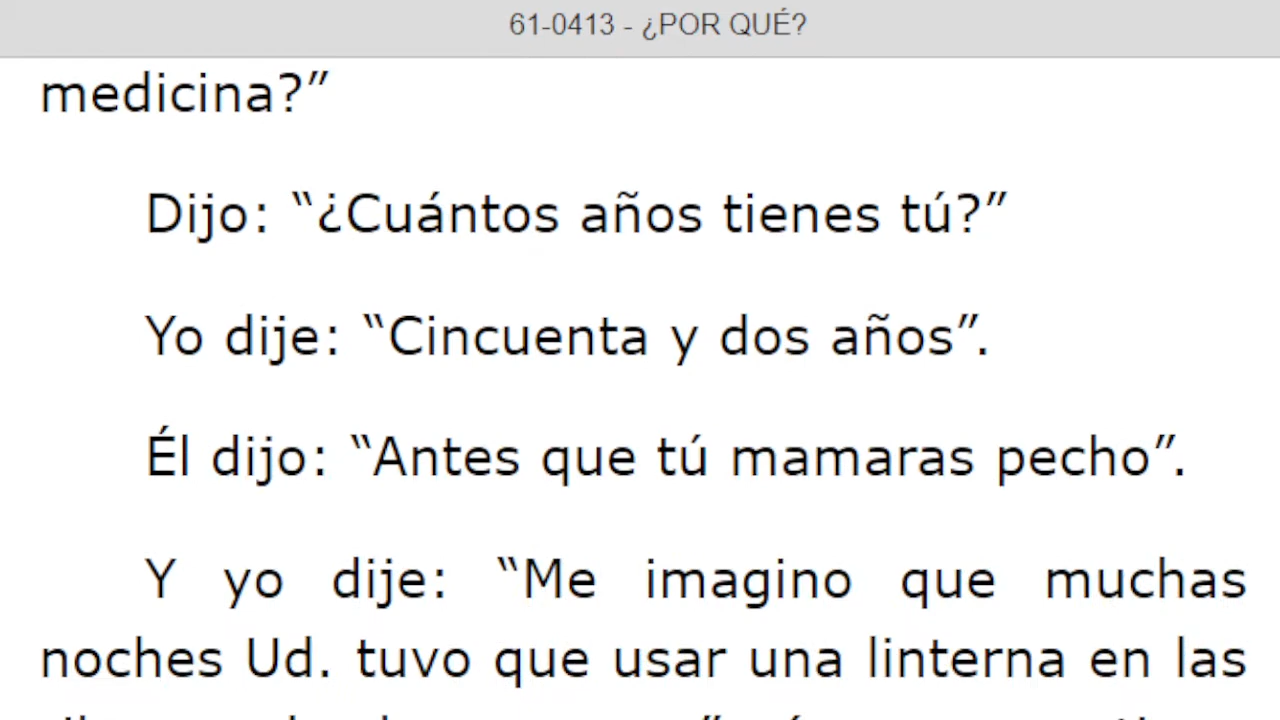 61-0413 - ¿POR QUÉ?
medicina?”
Dijo: “¿Cuántos años tienes tú?”
Yo dije: “Cincuenta y dos años”.
Él dijo: “Antes que tú mamaras pecho”.
Y yo dije: “Me imagino que muchas
noches Ud. tuvo que usar una linterna en las